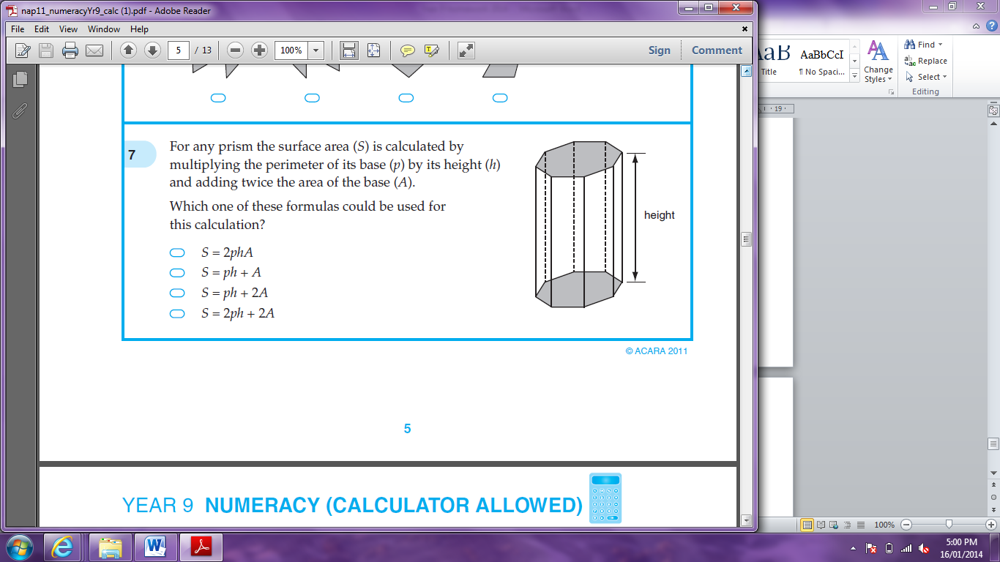 nap11_numeracyYr9_calc (1).pdf - Adobe Reader
File Edit View Window Help
5 / 13 100% Sign Comment
AaB AaBbCcI
Title ¶ No Spaci... Change Styles
Find
Replace
Select
Editing
19
7
For any prism the surface area (S) is calculated by
multiplying the perimeter of its base (p) by its height (h)
and adding twice the area of the base (A).
Which one of these formulas could be used for
this calculation?
S = 2phA
S = ph + A
S = ph + 2A
S = 2ph + 2A
height
© ACARA 2011
5
YEAR 9 NUMERACY (CALCULATOR ALLOWED)
100%
5:00 PM
16/01/2014